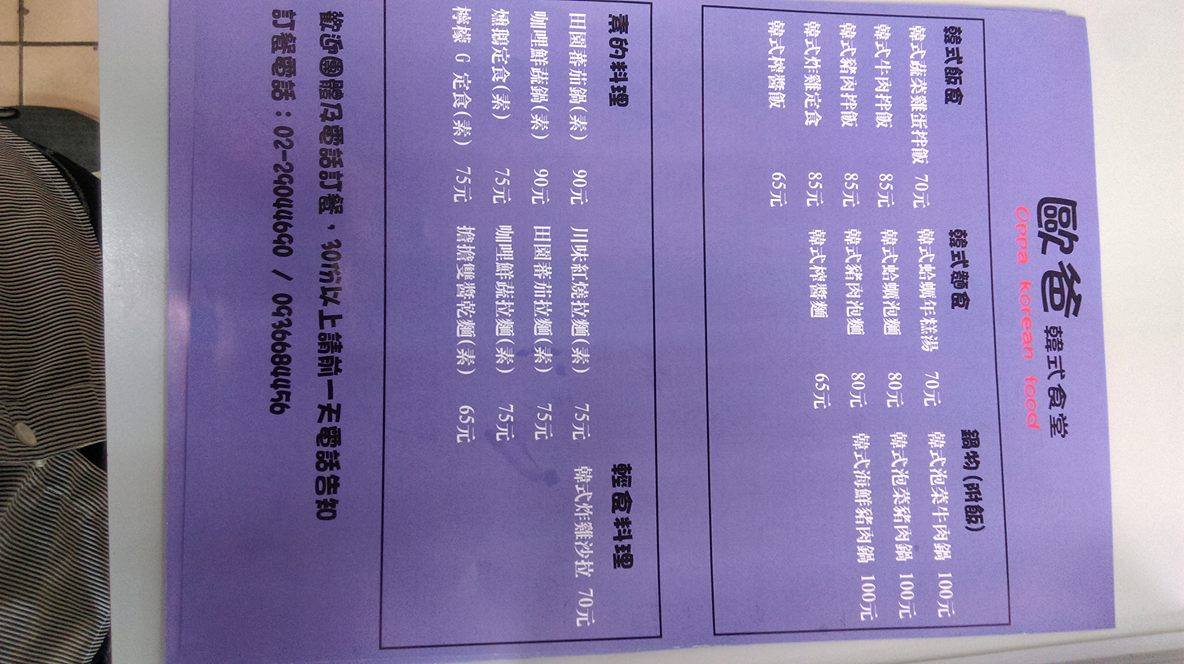 歐爸 韓式食堂
Oppa korean food
韓式飯食
韓式蔬菜雞蛋拌飯 70元
韓式牛肉拌飯 85元
韓式豬肉拌飯 85元
韓式炸雞定食 85元
韓式榨醬飯 65元
韓式麵食
韓式蛤蠣年糕湯 70元
韓式蛤蠣泡麵 80元
韓式豬肉泡麵 80元
韓式榨醬麵 65元
鍋物(附飯)
韓式泡菜牛肉鍋 100元
韓式泡菜豬肉鍋 100元
韓式海鮮豬肉鍋 100元
素的料理
田園蕃茄鍋(素) 90元
咖哩鮮蔬鍋(素) 90元
燻鵝定食(素) 75元
檸檬 G 定食(素) 75元
川味紅燒拉麵(素) 75元
田園蕃茄拉麵(素) 75元
咖哩鮮蔬拉麵(素) 75元
擔擔雙醬乾麵(素) 65元
輕食料理
韓式炸雞沙拉 70元
歡迎團體及電話訂餐，30份以上請前一天電話告知
訂餐電話：02-29044690 / 0936684456